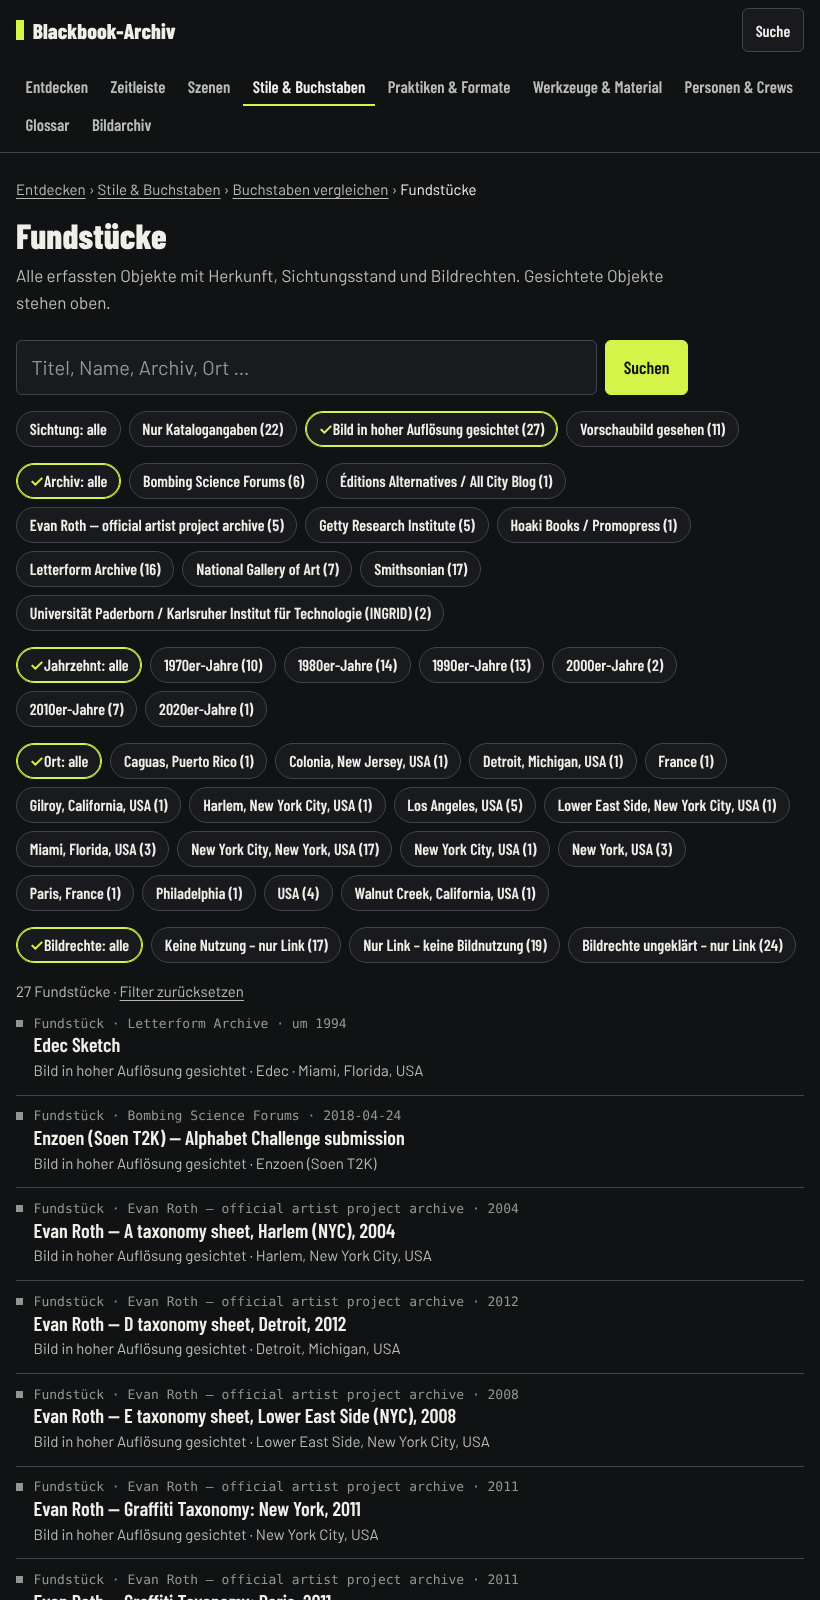 Blackbook-Archiv
Suche
Entdecken Zeitleiste Szenen Stile & Buchstaben Praktiken & Formate Werkzeuge & Material Personen & Crews
Glossar Bildarchiv
Entdecken › Stile & Buchstaben › Buchstaben vergleichen › Fundstücke
Fundstücke
Alle erfassten Objekte mit Herkunft, Sichtungsstand und Bildrechten. Gesichtete Objekte
stehen oben.
Titel, Name, Archiv, Ort … Suchen
Sichtung: alle Nur Katalogangaben (22) ✓Bild in hoher Auflösung gesichtet (27) Vorschaubild gesehen (11)
✓Archiv: alle Bombing Science Forums (6) Éditions Alternatives / All City Blog (1)
Evan Roth — official artist project archive (5) Getty Research Institute (5) Hoaki Books / Promopress (1)
Letterform Archive (16) National Gallery of Art (7) Smithsonian (17)
Universität Paderborn / Karlsruher Institut für Technologie (INGRID) (2)
✓Jahrzehnt: alle 1970er-Jahre (10) 1980er-Jahre (14) 1990er-Jahre (13) 2000er-Jahre (2)
2010er-Jahre (7) 2020er-Jahre (1)
✓Ort: alle Caguas, Puerto Rico (1) Colonia, New Jersey, USA (1) Detroit, Michigan, USA (1) France (1)
Gilroy, California, USA (1) Harlem, New York City, USA (1) Los Angeles, USA (5) Lower East Side, New York City, USA (1)
Miami, Florida, USA (3) New York City, New York, USA (17) New York City, USA (1) New York, USA (3)
Paris, France (1) Philadelphia (1) USA (4) Walnut Creek, California, USA (1)
✓Bildrechte: alle Keine Nutzung – nur Link (17) Nur Link – keine Bildnutzung (19) Bildrechte ungeklärt – nur Link (24)
27 Fundstücke · Filter zurücksetzen
Fundstück · Letterform Archive · um 1994
Edec Sketch
Bild in hoher Auflösung gesichtet · Edec · Miami, Florida, USA
Fundstück · Bombing Science Forums · 2018-04-24
Enzoen (Soen T2K) — Alphabet Challenge submission
Bild in hoher Auflösung gesichtet · Enzoen (Soen T2K)
Fundstück · Evan Roth — official artist project archive · 2004
Evan Roth — A taxonomy sheet, Harlem (NYC), 2004
Bild in hoher Auflösung gesichtet · Harlem, New York City, USA
Fundstück · Evan Roth — official artist project archive · 2012
Evan Roth — D taxonomy sheet, Detroit, 2012
Bild in hoher Auflösung gesichtet · Detroit, Michigan, USA
Fundstück · Evan Roth — official artist project archive · 2008
Evan Roth — E taxonomy sheet, Lower East Side (NYC), 2008
Bild in hoher Auflösung gesichtet · Lower East Side, New York City, USA
Fundstück · Evan Roth — official artist project archive · 2011
Evan Roth — Graffiti Taxonomy: New York, 2011
Bild in hoher Auflösung gesichtet · New York City, USA
Fundstück · Evan Roth — official artist project archive · 2011
Evan Roth — Graffiti Taxonomy: Paris, 2011